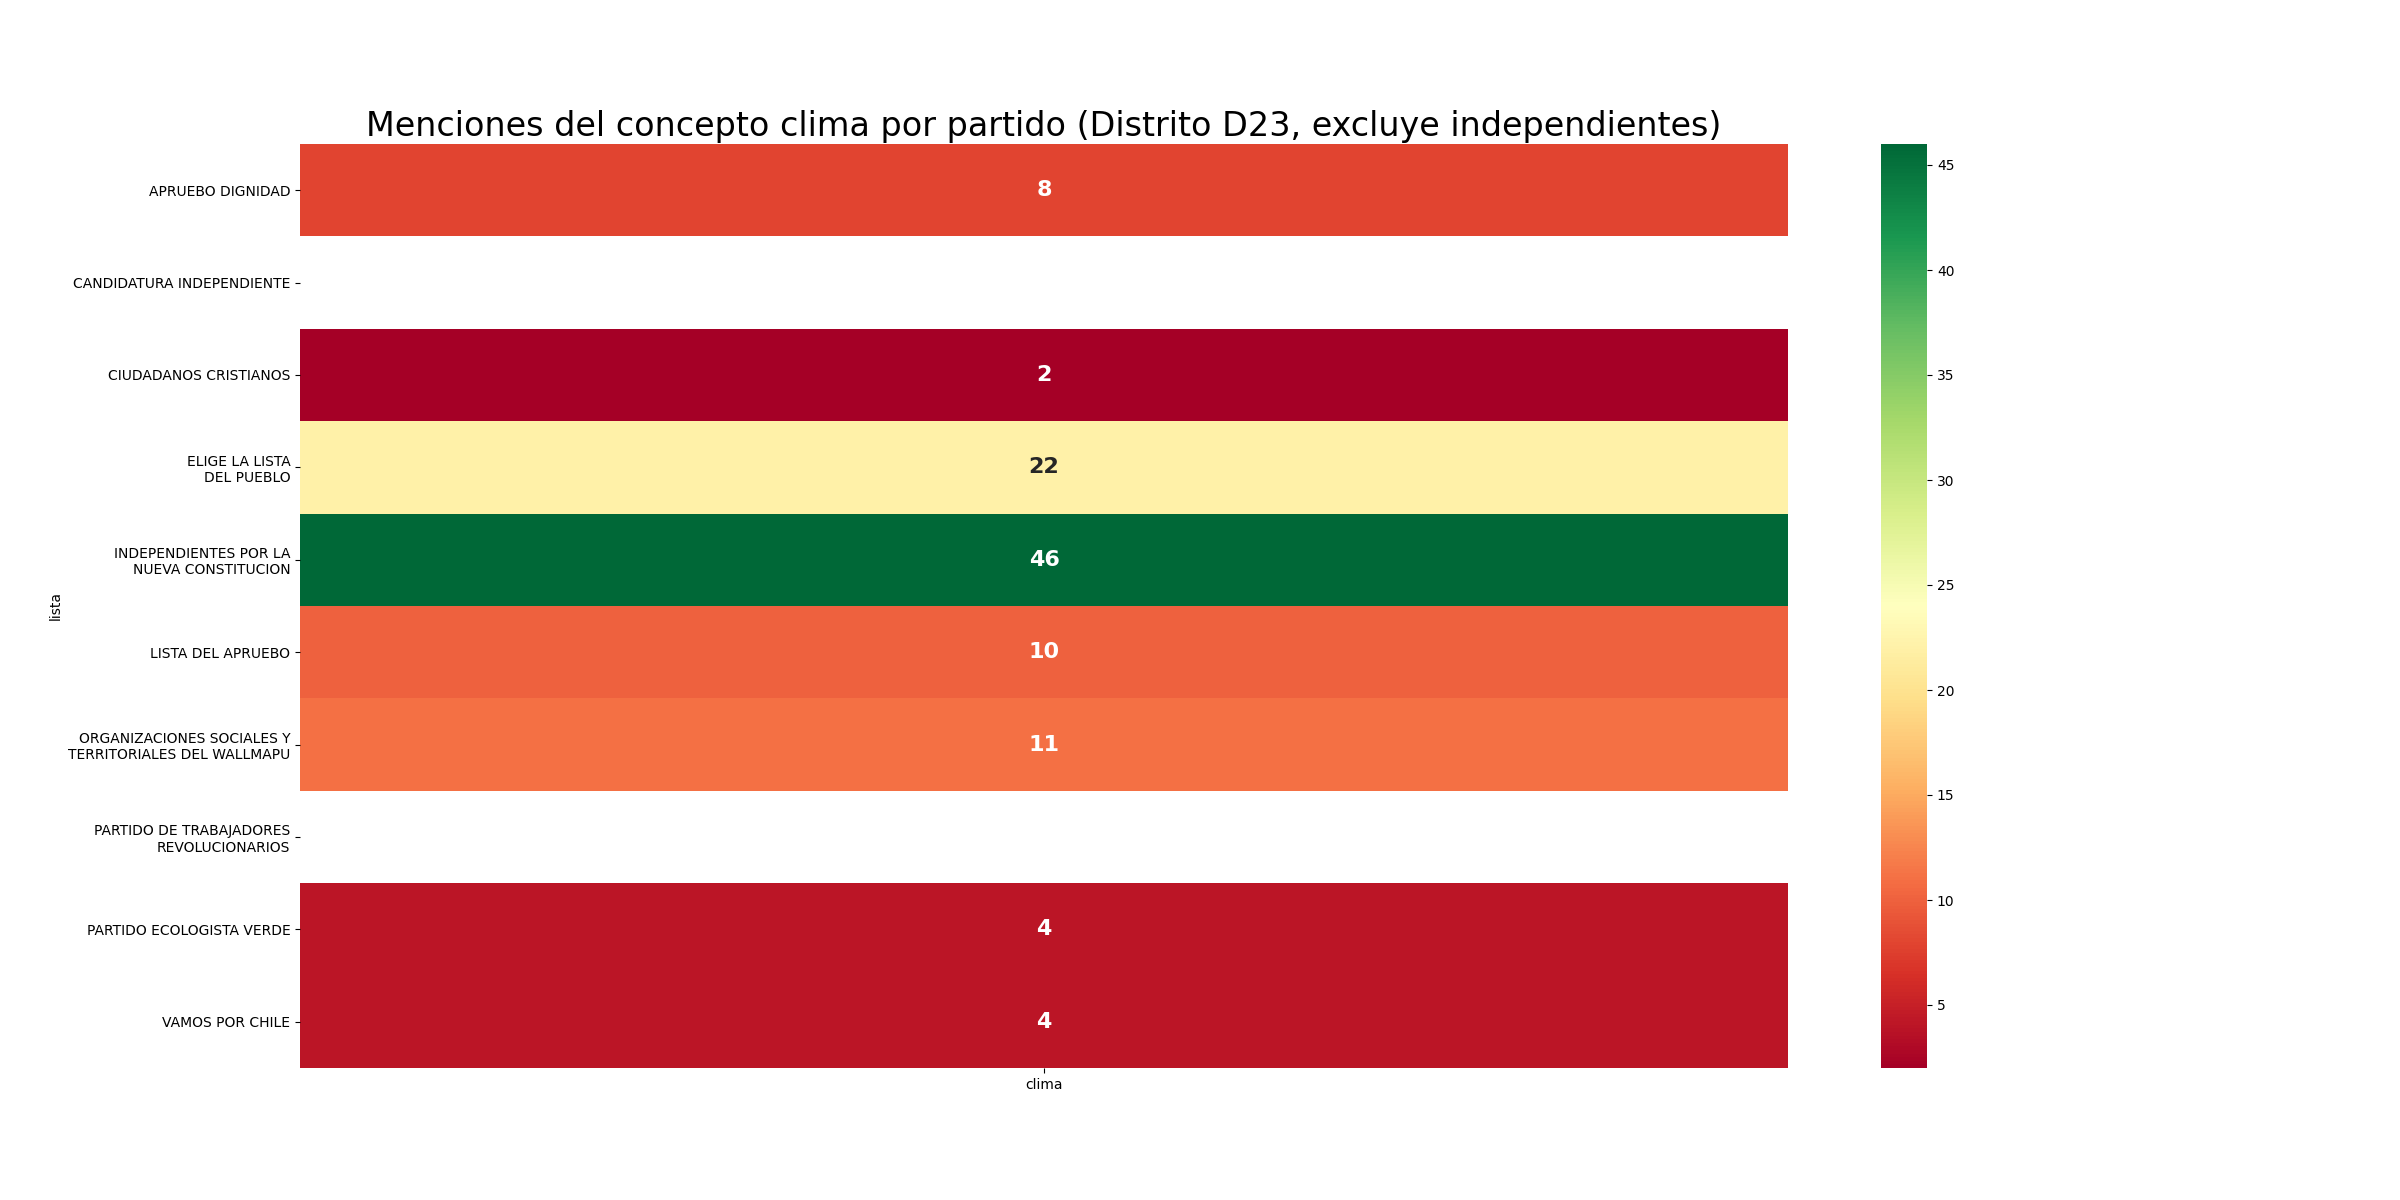 Menciones del concepto clima por partido (Distrito D23, excluye independientes)
APRUEBO DIGNIDAD
8
CANDIDATURA INDEPENDIENTE
CIUDADANOS CRISTIANOS
2
ELIGE LA LISTA
DEL PUEBLO
22
INDEPENDIENTES POR LA
NUEVA CONSTITUCION
46
LISTA DEL APRUEBO
10
ORGANIZACIONES SOCIALES Y
TERRITORIALES DEL WALLMAPU
11
PARTIDO DE TRABAJADORES
REVOLUCIONARIOS
PARTIDO ECOLOGISTA VERDE
4
VAMOS POR CHILE
4
lista
clima
45
40
35
30
25
20
15
10
5